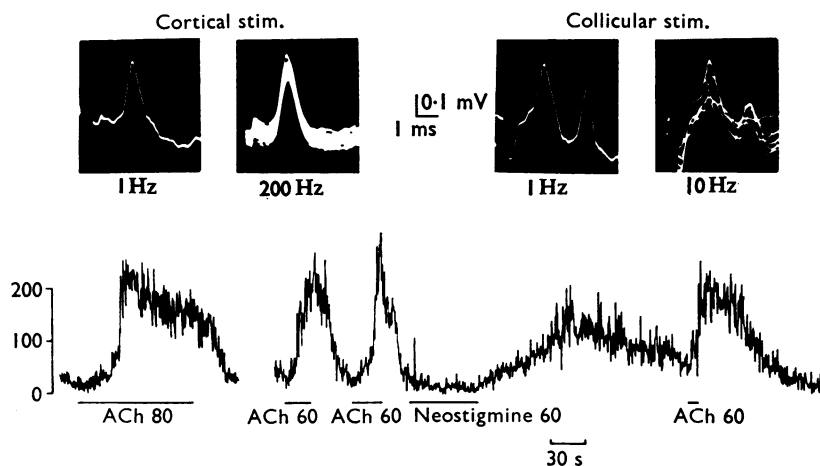 Cortical stim.
Collicular stim.
0·1 mV
1 ms
1 Hz
200 Hz
1 Hz
10 Hz
200
100
0
ACh 80
ACh 60
ACh 60
Neostigmine 60
ACh 60
30 s